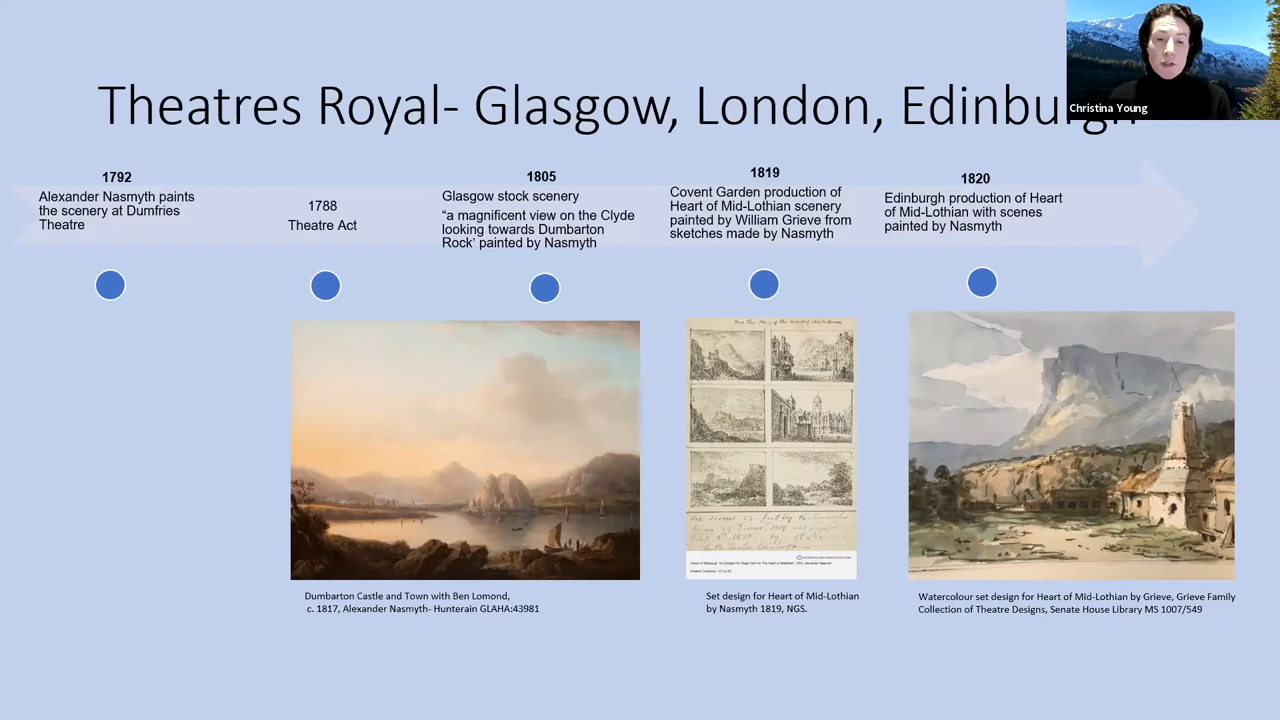 Christina Young
Theatres Royal- Glasgow, London, Edinburgh
1792
Alexander Nasmyth paints
the scenery at Dumfries
Theatre
1788
Theatre Act
1805
Glasgow stock scenery
“a magnificent view on the Clyde
looking towards Dumbarton
Rock’ painted by Nasmyth
1819
Covent Garden production of
Heart of Mid-Lothian scenery
painted by William Grieve from
sketches made by Nasmyth
1820
Edinburgh production of Heart
of Mid-Lothian with scenes
painted by Nasmyth
Dumbarton Castle and Town with Ben Lomond,
c. 1817, Alexander Nasmyth- Hunterain GLAHA:43981
Set design for Heart of Mid-Lothian
by Nasmyth 1819, NGS.
Watercolour set design for Heart of Mid-Lothian by Grieve, Grieve Family
Collection of Theatre Designs, Senate House Library MS 1007/549